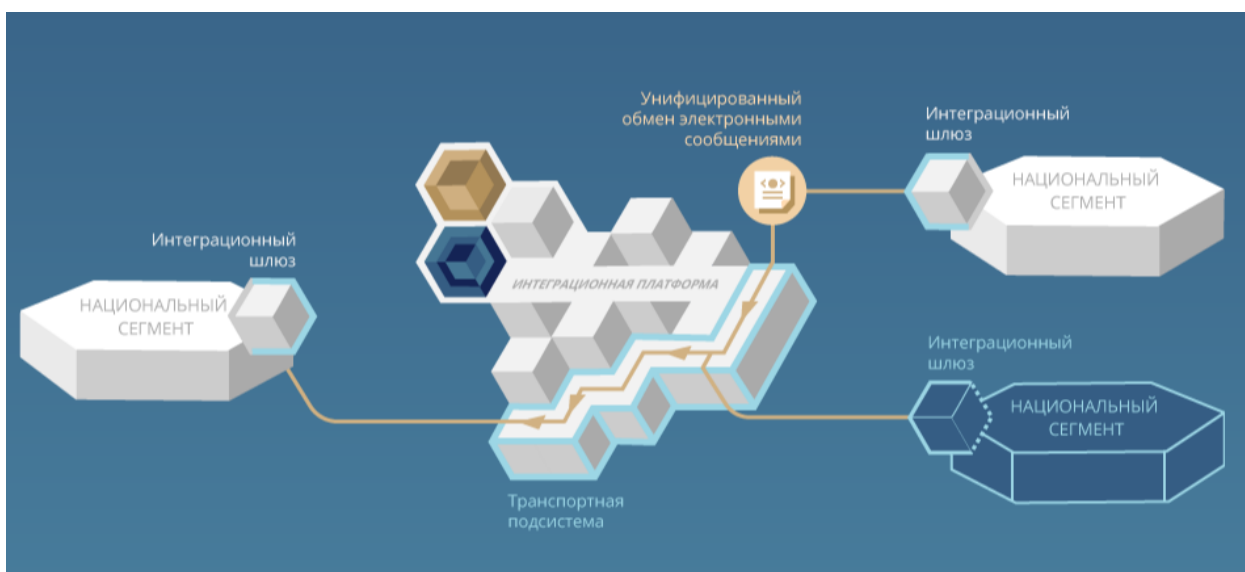 Унифицированный
обмен электронными
сообщениями
Интеграционный
шлюз
НАЦИОНАЛЬНЫЙ
СЕГМЕНТ
Интеграционный
шлюз
НАЦИОНАЛЬНЫЙ
СЕГМЕНТ
ИНТЕГРАЦИОННАЯ ПЛАТФОРМА
Интеграционный
шлюз
НАЦИОНАЛЬНЫЙ
СЕГМЕНТ
Транспортная
подсистема